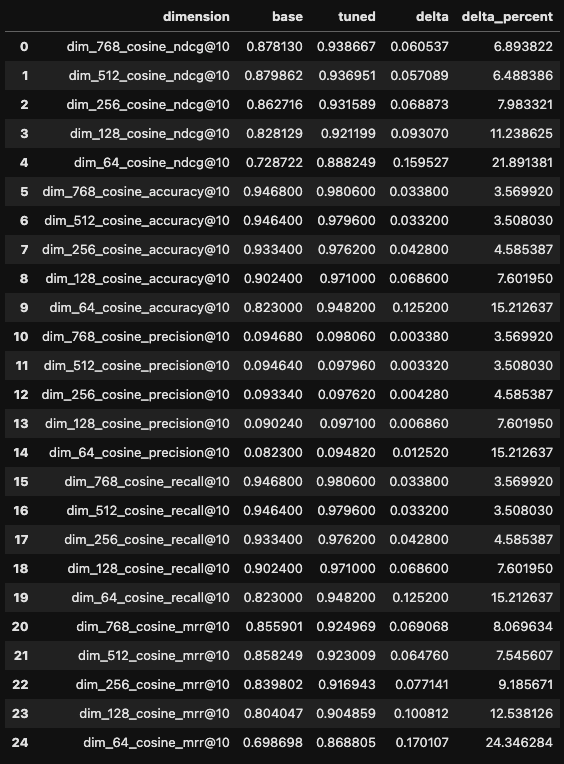 dimension base tuned delta delta_percent
0 dim_768_cosine_ndcg@10 0.878130 0.938667 0.060537 6.893822
1 dim_512_cosine_ndcg@10 0.879862 0.936951 0.057089 6.488386
2 dim_256_cosine_ndcg@10 0.862716 0.931589 0.068873 7.983321
3 dim_128_cosine_ndcg@10 0.828129 0.921199 0.093070 11.238625
4 dim_64_cosine_ndcg@10 0.728722 0.888249 0.159527 21.891381
5 dim_768_cosine_accuracy@10 0.946800 0.980600 0.033800 3.569920
6 dim_512_cosine_accuracy@10 0.946400 0.979600 0.033200 3.508030
7 dim_256_cosine_accuracy@10 0.933400 0.976200 0.042800 4.585387
8 dim_128_cosine_accuracy@10 0.902400 0.971000 0.068600 7.601950
9 dim_64_cosine_accuracy@10 0.823000 0.948200 0.125200 15.212637
10 dim_768_cosine_precision@10 0.094680 0.098060 0.003380 3.569920
11 dim_512_cosine_precision@10 0.094640 0.097960 0.003320 3.508030
12 dim_256_cosine_precision@10 0.093340 0.097620 0.004280 4.585387
13 dim_128_cosine_precision@10 0.090240 0.097100 0.006860 7.601950
14 dim_64_cosine_precision@10 0.082300 0.094820 0.012520 15.212637
15 dim_768_cosine_recall@10 0.946800 0.980600 0.033800 3.569920
16 dim_512_cosine_recall@10 0.946400 0.979600 0.033200 3.508030
17 dim_256_cosine_recall@10 0.933400 0.976200 0.042800 4.585387
18 dim_128_cosine_recall@10 0.902400 0.971000 0.068600 7.601950
19 dim_64_cosine_recall@10 0.823000 0.948200 0.125200 15.212637
20 dim_768_cosine_mrr@10 0.855901 0.924969 0.069068 8.069634
21 dim_512_cosine_mrr@10 0.858249 0.923009 0.064760 7.545607
22 dim_256_cosine_mrr@10 0.839802 0.916943 0.077141 9.185671
23 dim_128_cosine_mrr@10 0.804047 0.904859 0.100812 12.538126
24 dim_64_cosine_mrr@10 0.698698 0.868805 0.170107 24.346284